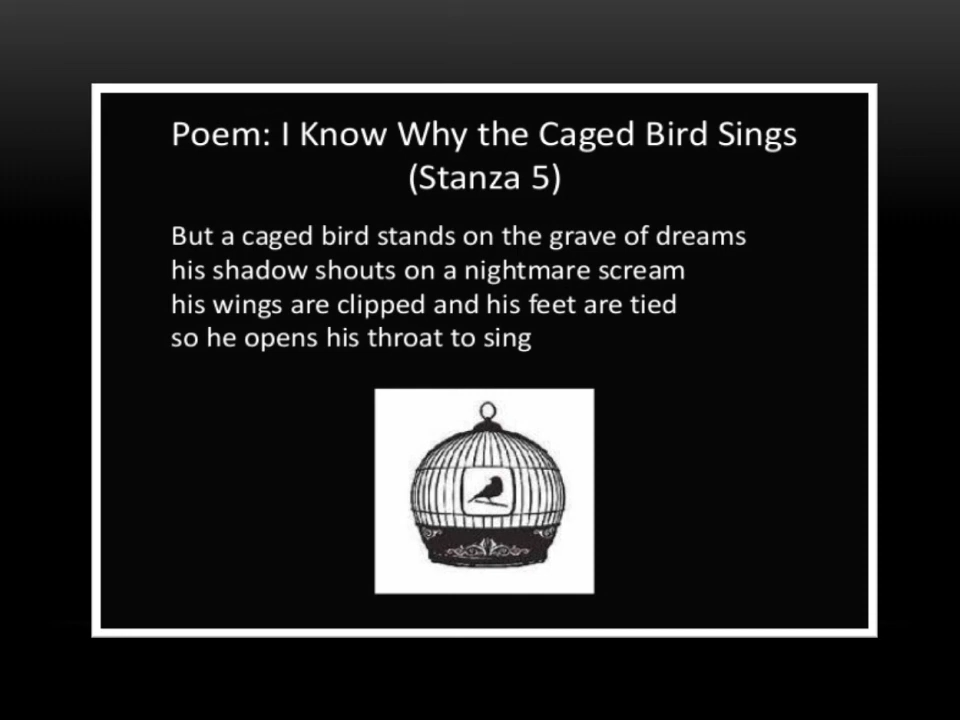 Poem: I Know Why the Caged Bird Sings
(Stanza 5)
But a caged bird stands on the grave of dreams
his shadow shouts on a nightmare scream
his wings are clipped and his feet are tied
so he opens his throat to sing